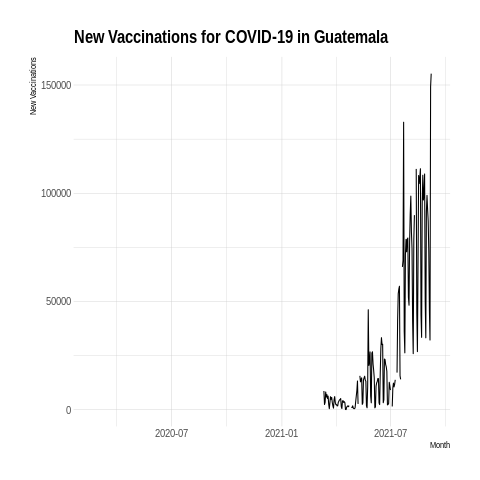 New Vaccinations for COVID-19 in Guatemala
New Vaccinations
150000
100000
50000
0
2020-07 2021-01 2021-07
Month